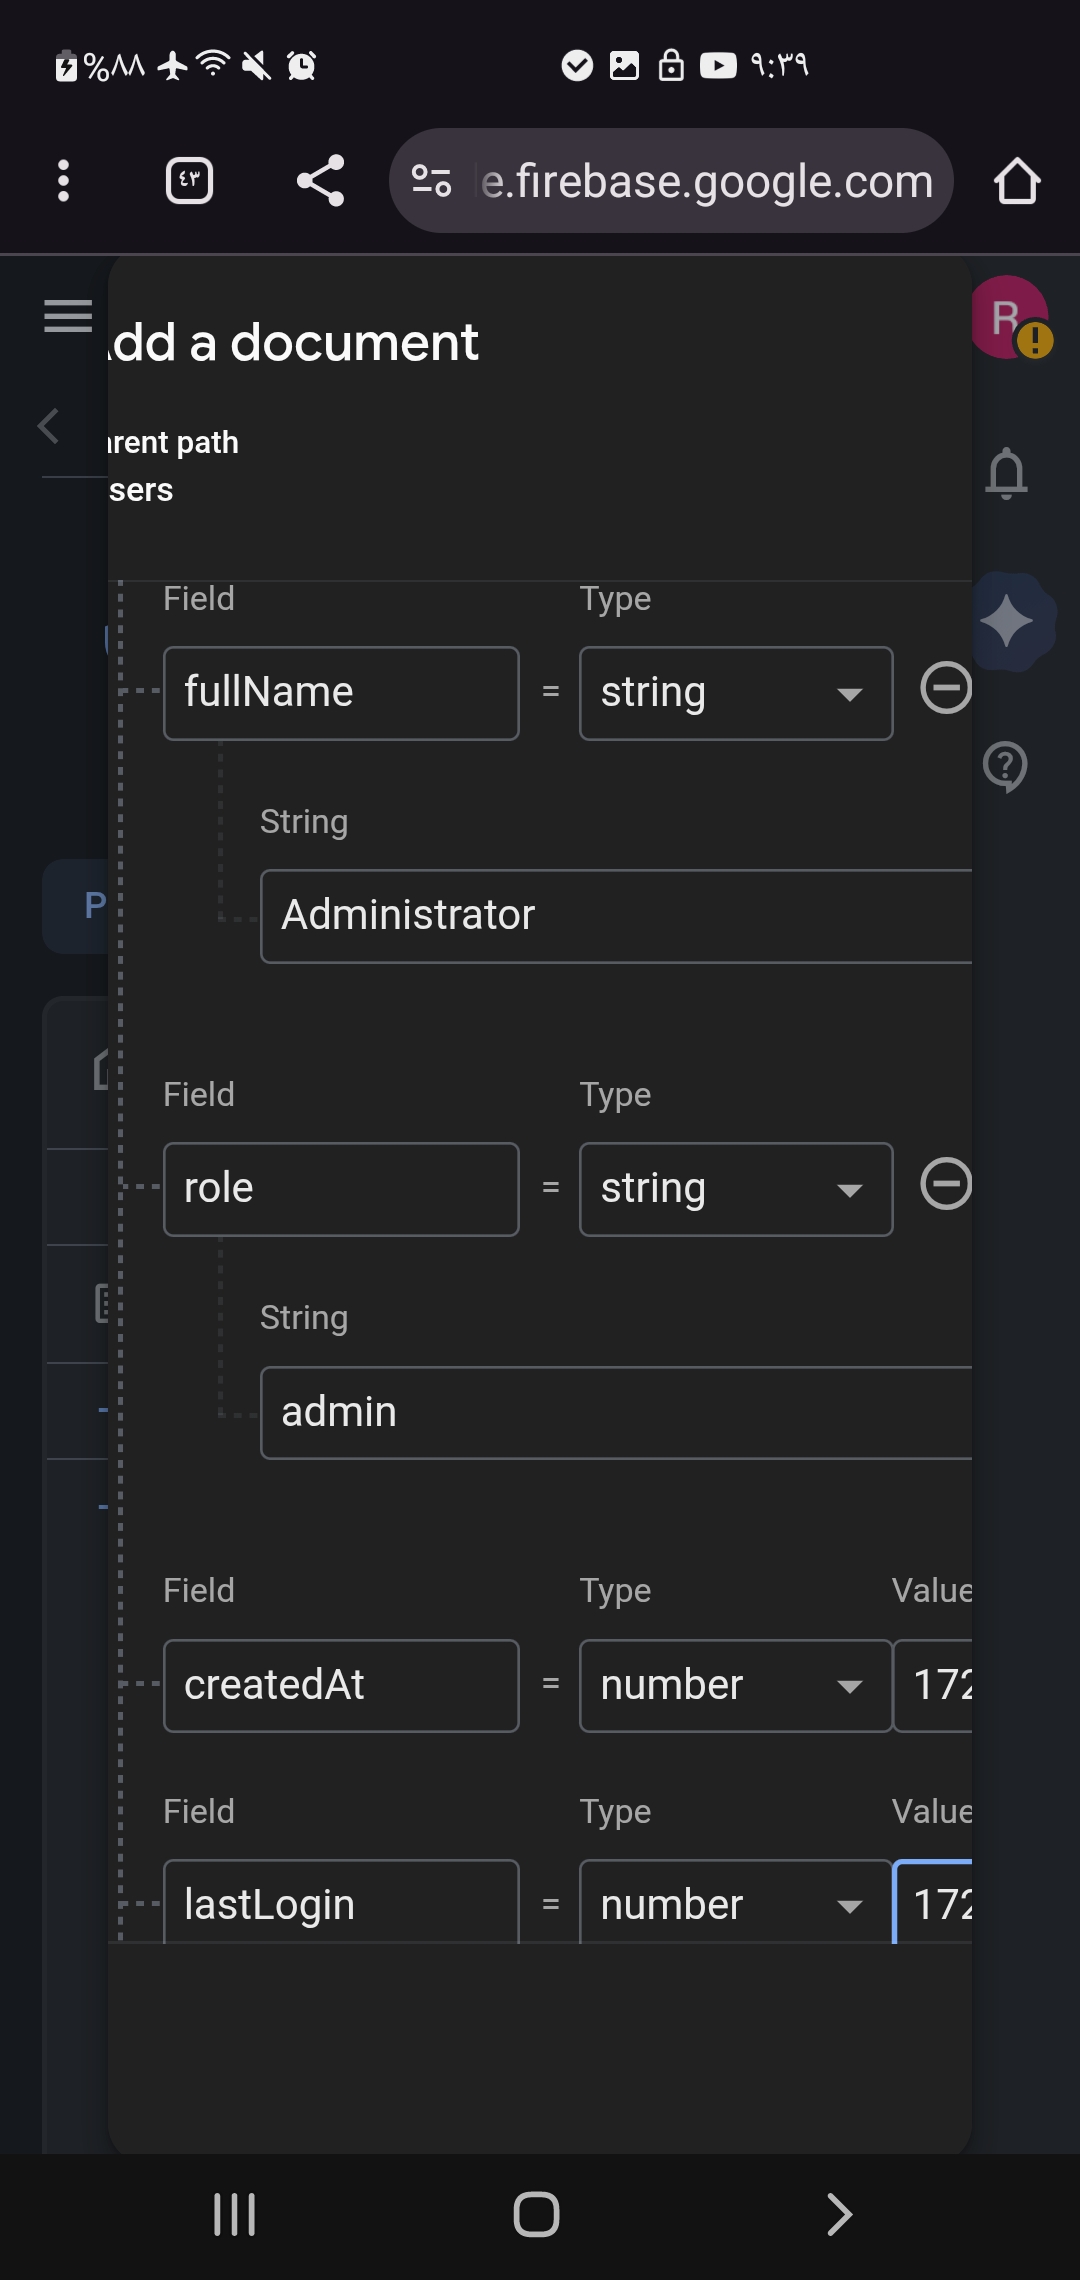 %٨٨ ٩:٣٩
٤٣ e.firebase.google.com
dd a document
R
arent path
sers
Field Type
fullName = string
String
P
Administrator
Field Type
role = string
String
admin
Field Type Value
createdAt = number 172
Field Type Value
lastLogin = number 172